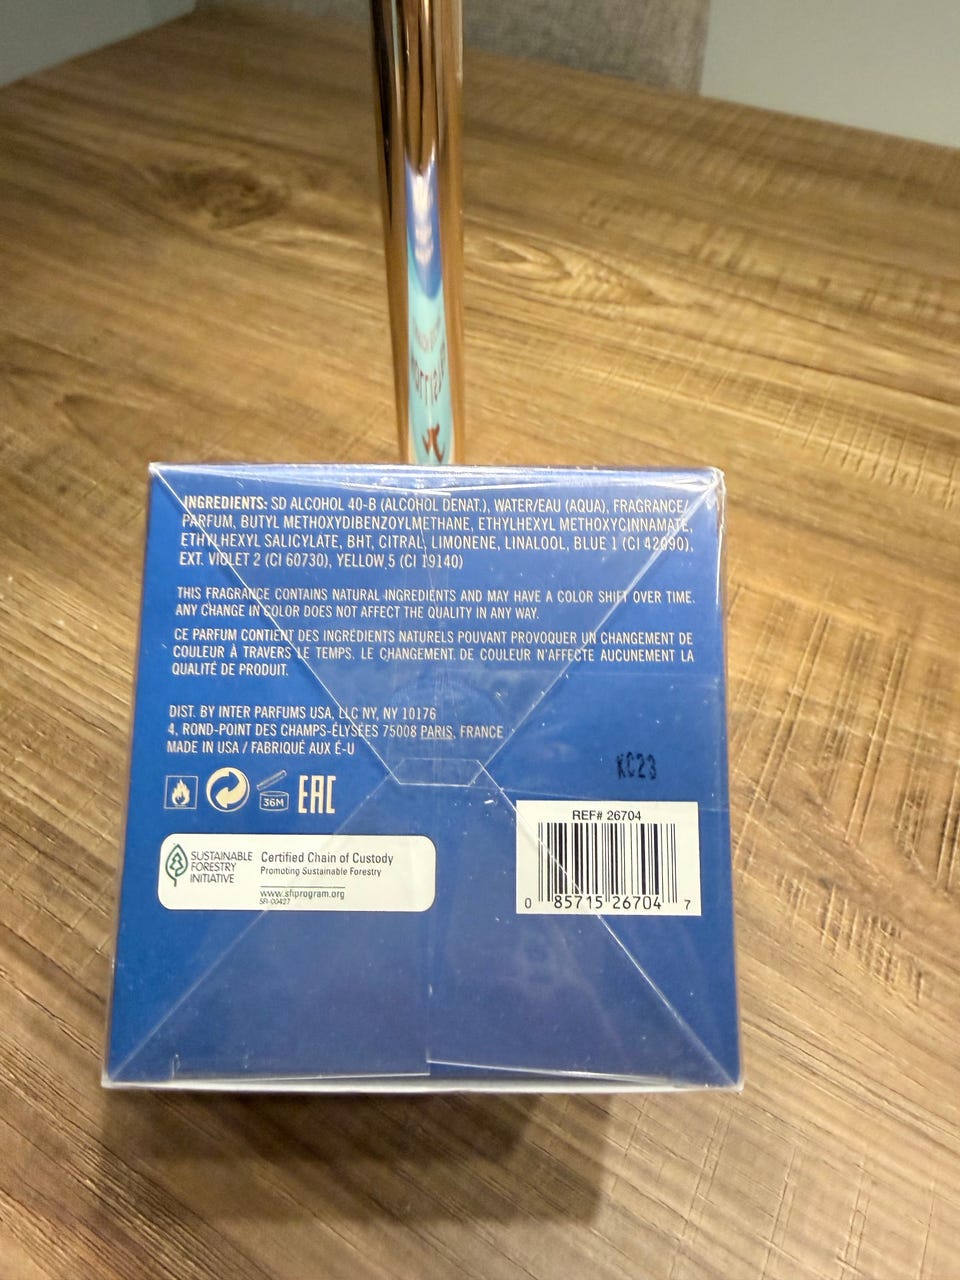 INGREDIENTS: SD ALCOHOL 40-B (ALCOHOL DENAT.), WATER/EAU (AQUA), FRAGRANCE/
PARFUM, BUTYL METHOXYDIBENZOYLMETHANE, ETHYLHEXYL METHOXYCINNAMATE,
ETHYLHEXYL SALICYLATE, BHT, CITRAL, LIMONENE, LINALOOL, BLUE 1 (CI 42090),
EXT. VIOLET 2 (CI 60730), YELLOW 5 (CI 19140)
THIS FRAGRANCE CONTAINS NATURAL INGREDIENTS AND MAY HAVE A COLOR SHIFT OVER TIME.
ANY CHANGE IN COLOR DOES NOT AFFECT THE QUALITY IN ANY WAY.
CE PARFUM CONTIENT DES INGRÉDIENTS NATURELS POUVANT PROVOQUER UN CHANGEMENT DE
COULEUR À TRAVERS LE TEMPS. LE CHANGEMENT DE COULEUR N'AFFECTE AUCUNEMENT LA
QUALITÉ DE PRODUIT.
DIST. BY INTER PARFUMS USA, LLC NY, NY 10176
4, ROND-POINT DES CHAMPS-ÉLYSÉES 75008 PARIS, FRANCE
MADE IN USA / FABRIQUÉ AUX É-U
KC23
36M
EAC
REF# 26704
SUSTAINABLE
FORESTRY
INITIATIVE
Certified Chain of Custody
Promoting Sustainable Forestry
www.sfiprogram.org
SFI-00427
0 85715 26704 7